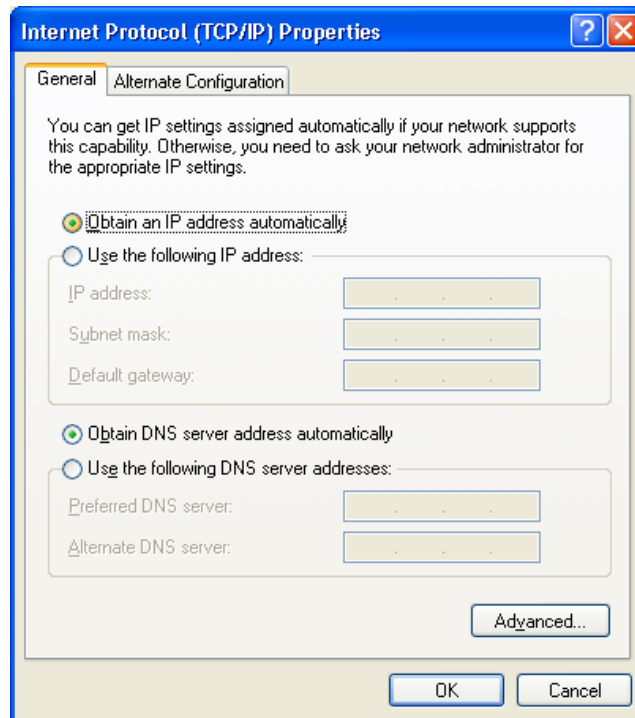 Internet Protocol (TCP/IP) Properties
General
Alternate Configuration
You can get IP settings assigned automatically if your network supports
this capability. Otherwise, you need to ask your network administrator for
the appropriate IP settings.
Obtain an IP address automatically
Use the following IP address:
IP address:
Subnet mask:
Default gateway:
Obtain DNS server address automatically
Use the following DNS server addresses:
Preferred DNS server:
Alternate DNS server:
Advanced...
OK
Cancel